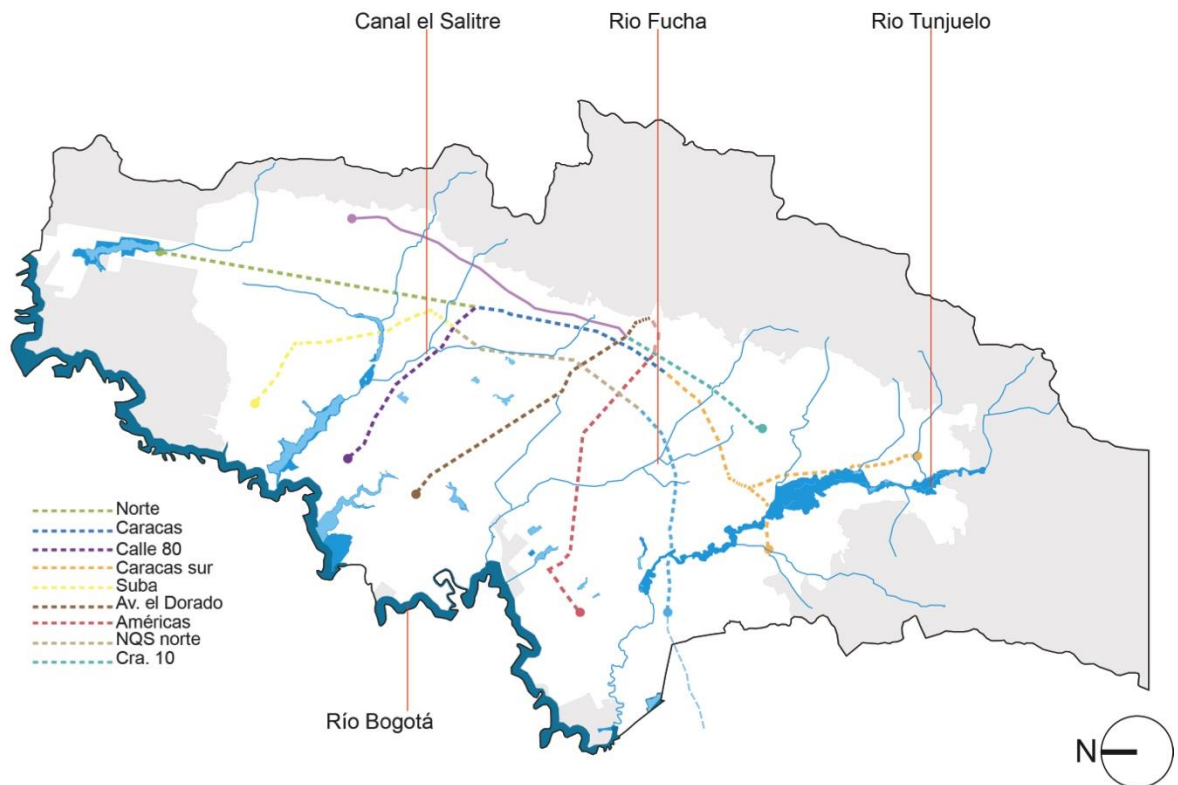 Canal el Salitre
Rio Fucha
Rio Tunjuelo
Norte
Caracas
Calle 80
Caracas sur
Suba
Av. el Dorado
Américas
NQS norte
Cra. 10
Río Bogotá
N